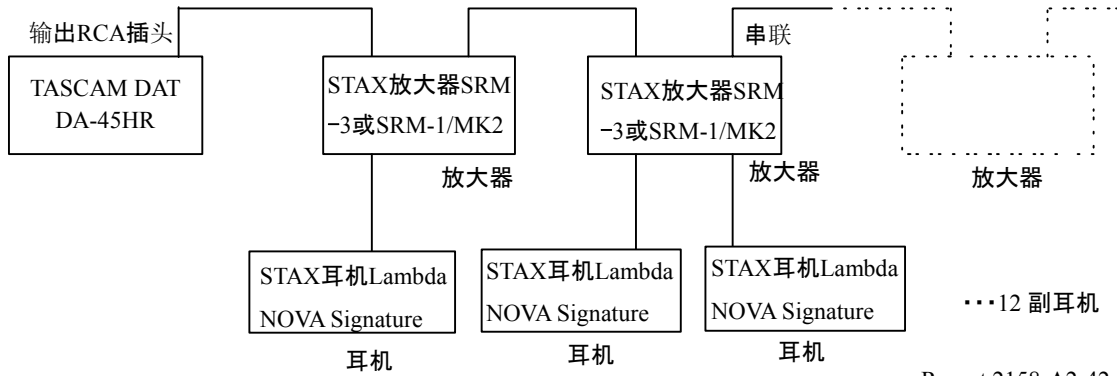 输出RCA插头
串联
TASCAM DAT
DA-45HR
STAX放大器SRM
-3或SRM-1/MK2
放大器
STAX放大器SRM
-3或SRM-1/MK2
放大器
放大器
STAX耳机Lambda
NOVA Signature
耳机
STAX耳机Lambda
NOVA Signature
耳机
STAX耳机Lambda
NOVA Signature
耳机
···12 副耳机